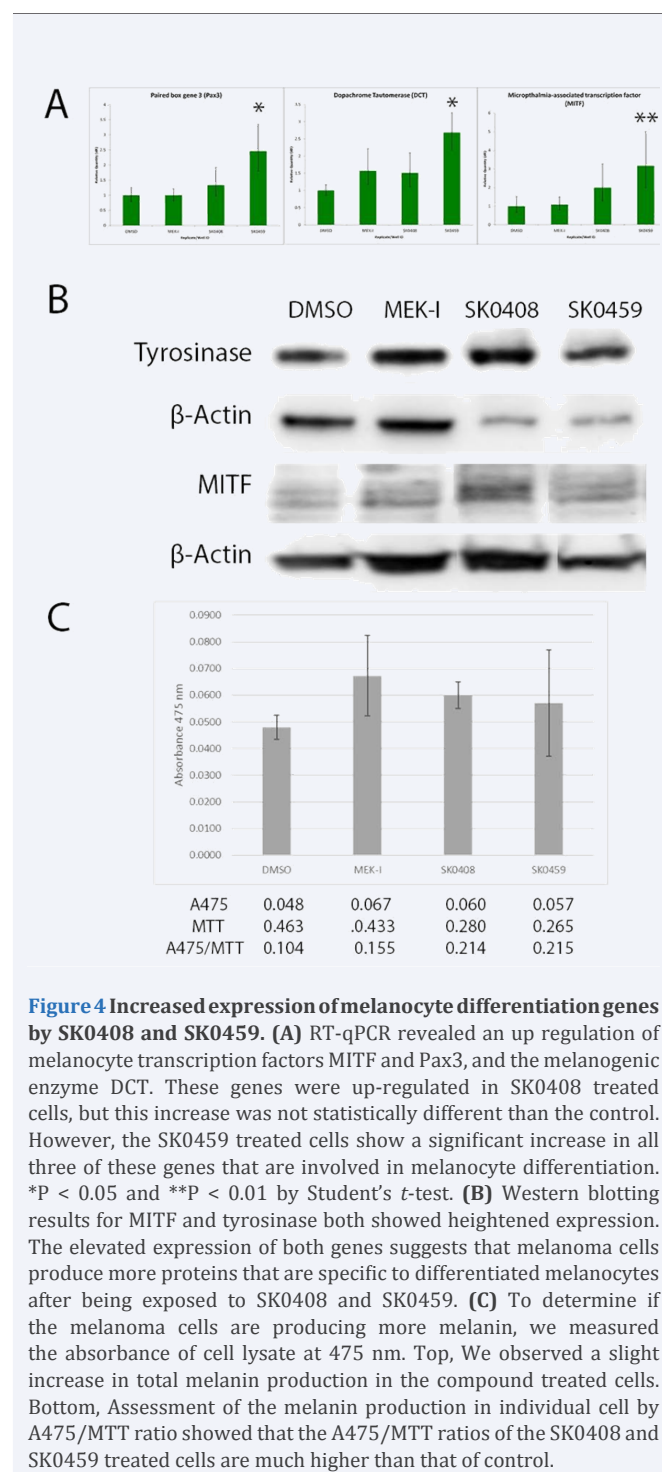 A
Paired box gene 3 (Pax3)
Dopachrome Tautomerase (DCT)
Micropthalmia-associated transcription factor
(MITF)
*
*
**
DMSO MEK-I SK0408 SK0459
DMSO MEK-I SK0408 SK0459
DMSO MEK-I SK0408 SK0459
B
DMSO MEK-I SK0408 SK0459
Tyrosinase
β-Actin
MITF
β-Actin
C
0.0900
0.0800
0.0700
0.0600
0.0500
0.0400
0.0300
0.0200
0.0100
0.0000
Absorbance 475 nm
DMSO MEK-I SK0408 SK0459
A475 0.048 0.067 0.060 0.057
MTT 0.463 .0.433 0.280 0.265
A475/MTT 0.104 0.155 0.214 0.215
Figure 4 Increased expression of melanocyte differentiation genes
by SK0408 and SK0459. (A) RT-qPCR revealed an up regulation of
melanocyte transcription factors MITF and Pax3, and the melanogenic
enzyme DCT. These genes were up-regulated in SK0408 treated
cells, but this increase was not statistically different than the control.
However, the SK0459 treated cells show a significant increase in all
three of these genes that are involved in melanocyte differentiation.
*P < 0.05 and **P < 0.01 by Student's t-test. (B) Western blotting
results for MITF and tyrosinase both showed heightened expression.
The elevated expression of both genes suggests that melanoma cells
produce more proteins that are specific to differentiated melanocytes
after being exposed to SK0408 and SK0459. (C) To determine if
the melanoma cells are producing more melanin, we measured
the absorbance of cell lysate at 475 nm. Top, We observed a slight
increase in total melanin production in the compound treated cells.
Bottom, Assessment of the melanin production in individual cell by
A475/MTT ratio showed that the A475/MTT ratios of the SK0408 and
SK0459 treated cells are much higher than that of control.